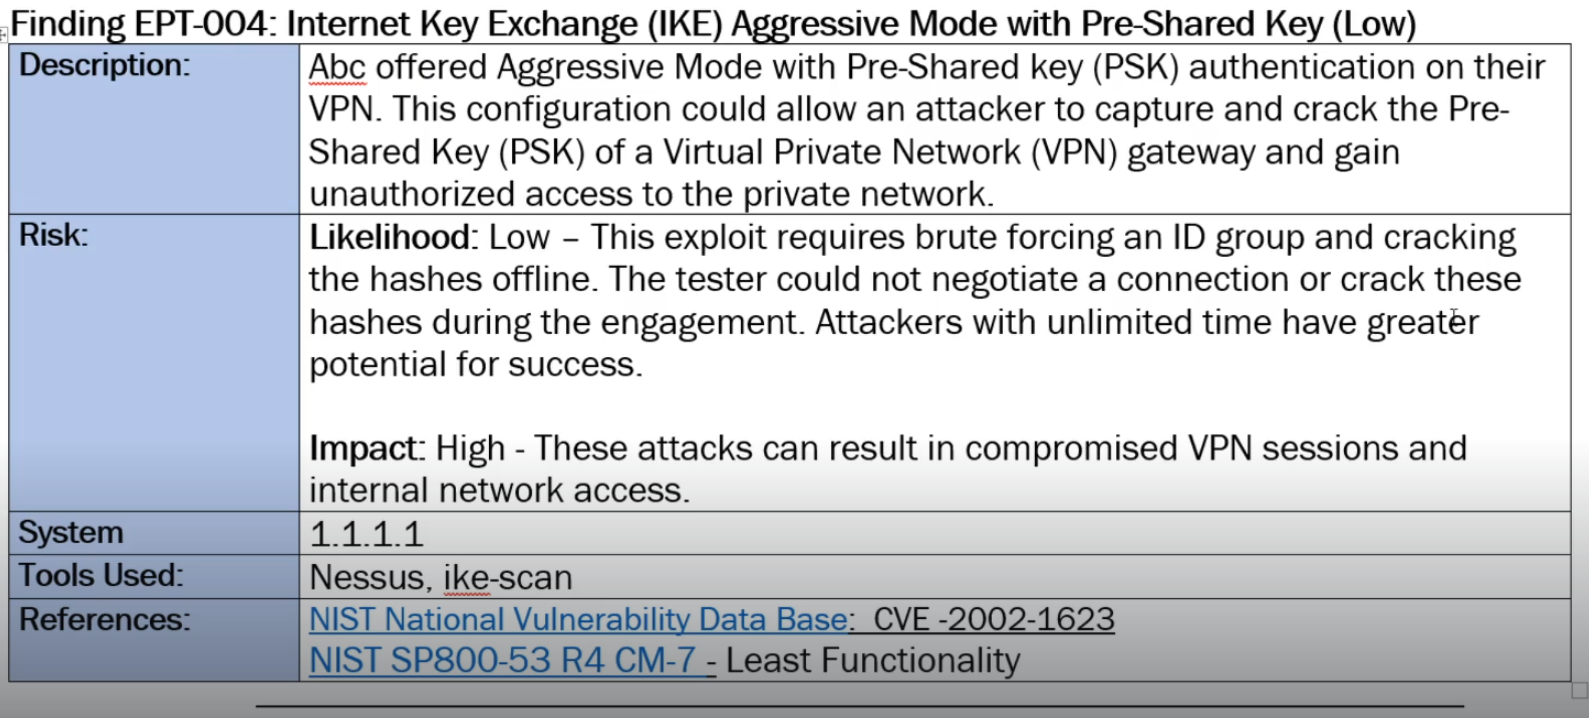 Finding EPT-004: Internet Key Exchange (IKE) Aggressive Mode with Pre-Shared Key (Low)
Description:
Abc offered Aggressive Mode with Pre-Shared key (PSK) authentication on their
VPN. This configuration could allow an attacker to capture and crack the Pre-
Shared Key (PSK) of a Virtual Private Network (VPN) gateway and gain
unauthorized access to the private network.
Risk:
Likelihood: Low – This exploit requires brute forcing an ID group and cracking
the hashes offline. The tester could not negotiate a connection or crack these
hashes during the engagement. Attackers with unlimited time have greater
potential for success.
Impact: High - These attacks can result in compromised VPN sessions and
internal network access.
System
1.1.1.1
Tools Used:
Nessus, ike-scan
References:
NIST National Vulnerability Data Base:  CVE -2002-1623
NIST SP800-53 R4 CM-7 - Least Functionality